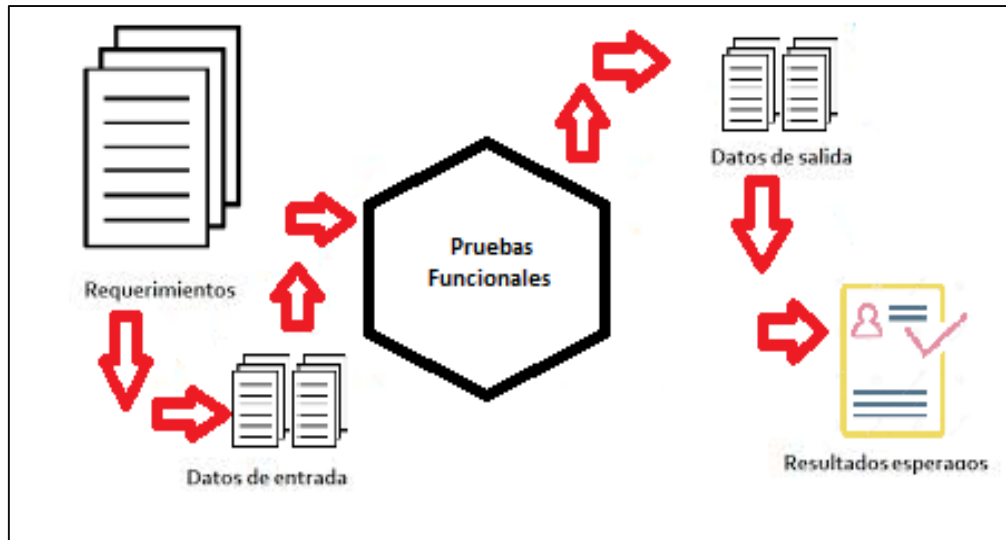 Requerimientos
Datos de entrada
Pruebas
Funcionales
Datos de salida
Resultados esperados